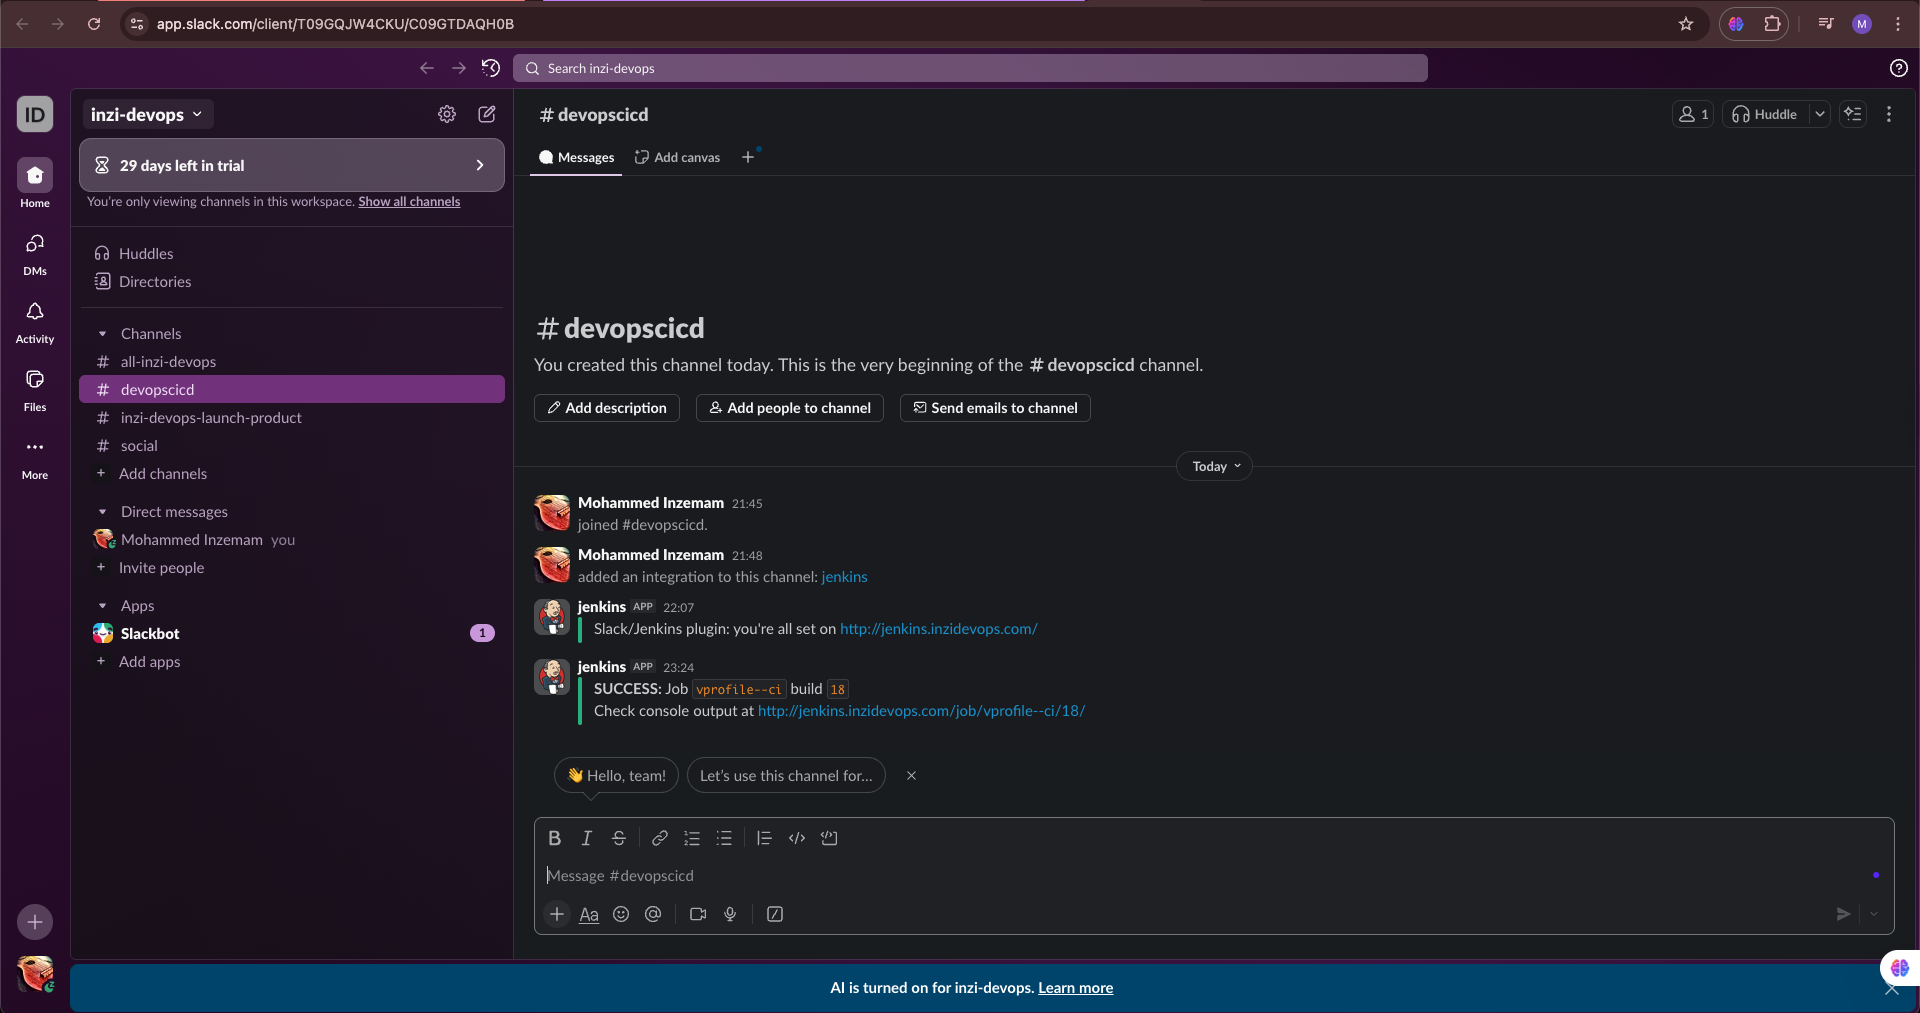 app.slack.com/client/T09GQJW4CKU/C09GTDAQH0B
M
Search inzi-devops
ID
Home
DMs
Activity
Files
More
inzi-devops
29 days left in trial
You're only viewing channels in this workspace. Show all channels
Huddles
Directories
Channels
# all-inzi-devops
# devopscicd
# inzi-devops-launch-product
# social
+ Add channels
Direct messages
Mohammed Inzemam you
+ Invite people
Apps
Slackbot 1
+ Add apps
# devopscicd
1 Huddle
Messages Add canvas +
# devopscicd
You created this channel today. This is the very beginning of the # devopscicd channel.
Add description Add people to channel Send emails to channel
Today
Mohammed Inzemam 21:45
joined #devopscicd.
Mohammed Inzemam 21:48
added an integration to this channel: jenkins
jenkins APP 22:07
Slack/Jenkins plugin: you're all set on http://jenkins.inzidevops.com/
jenkins APP 23:24
SUCCESS: Job vprofile--ci build 18
Check console output at http://jenkins.inzidevops.com/job/vprofile--ci/18/
👋 Hello, team! Let's use this channel for...
B I S
Message #devopscicd
+ Aa @
AI is turned on for inzi-devops. Learn more